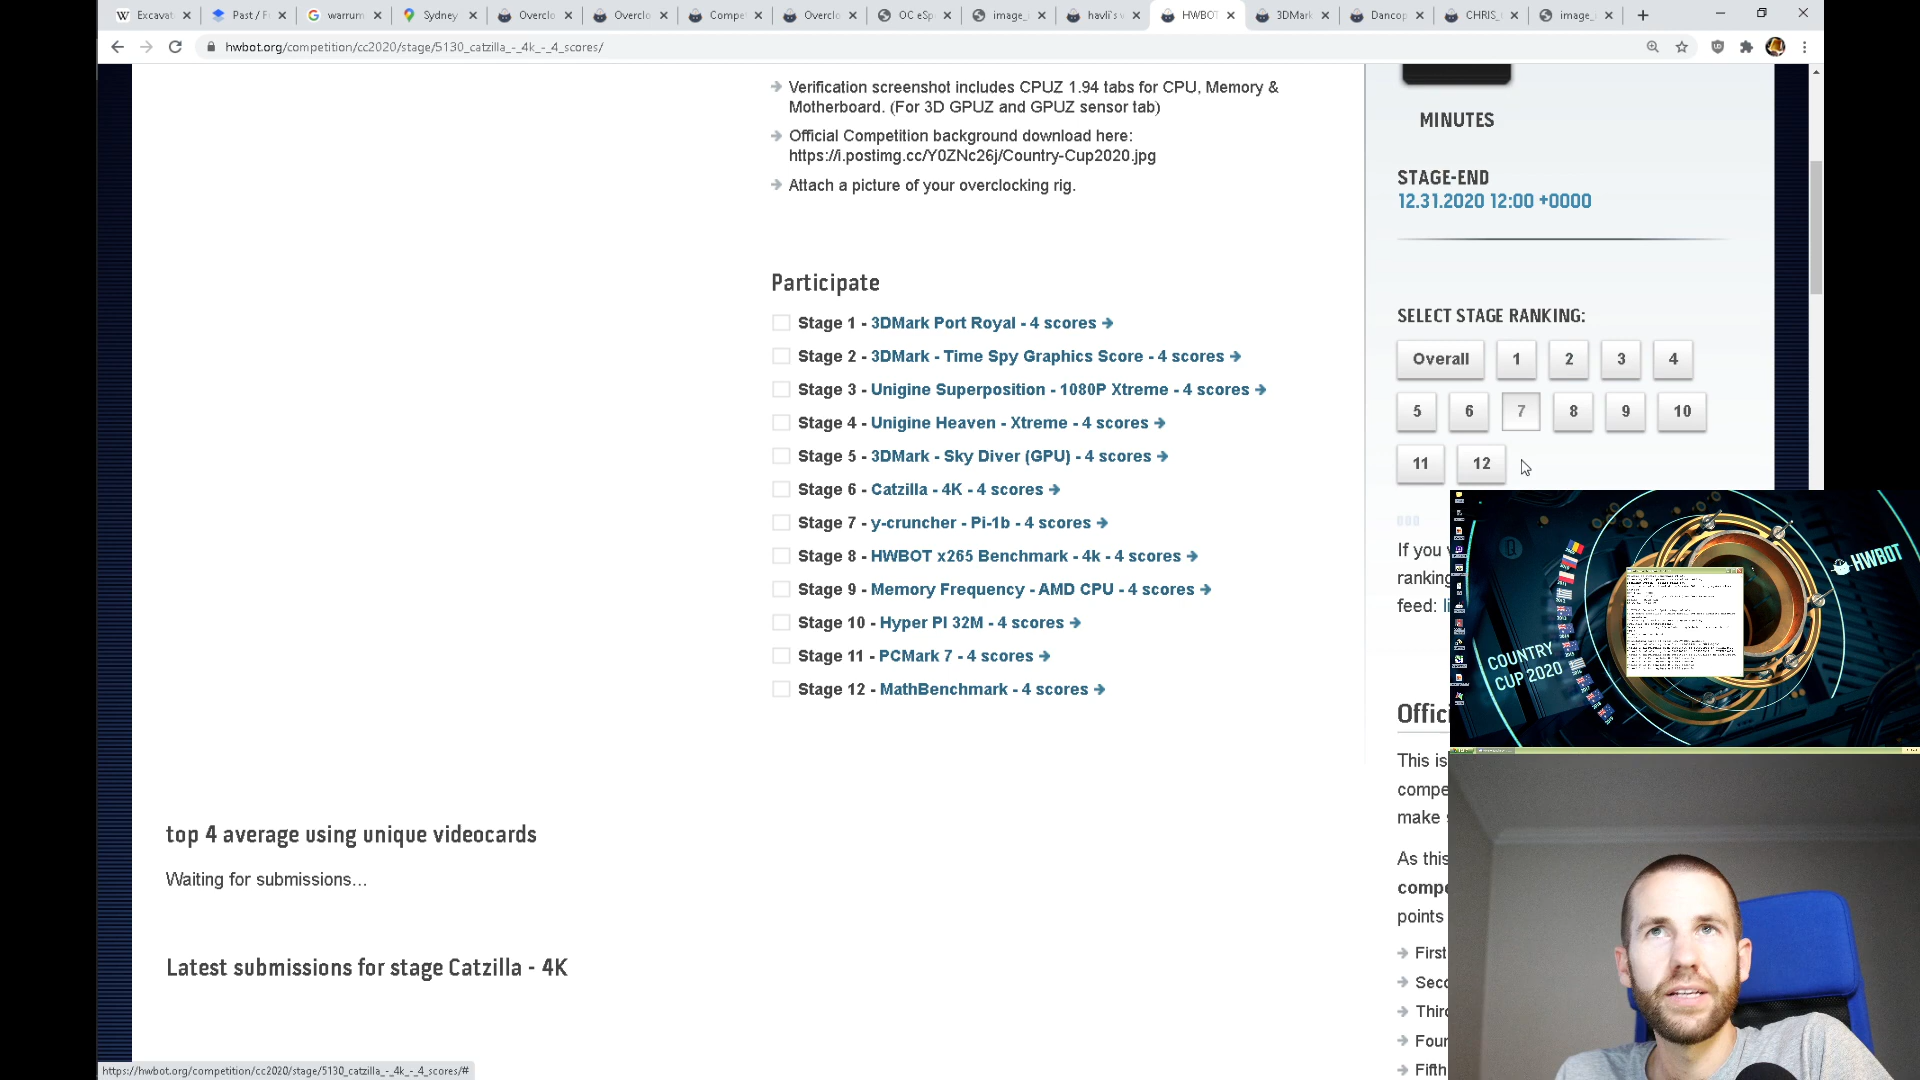 Excavat
Past / Fi
warrum
Sydney
Overclo
Overclo
Compet
Overclo
OC eSp
image_
havli's v
HWBOT
3DMark
Dancop
CHRIS_
image_
hwbot.org/competition/cc2020/stage/5130_catzilla_-_4k_-_4_scores/
Verification screenshot includes CPUZ 1.94 tabs for CPU, Memory &
Motherboard. (For 3D GPUZ and GPUZ sensor tab)
Official Competition background download here:
https://i.postimg.cc/Y0ZNc26j/Country-Cup2020.jpg
Attach a picture of your overclocking rig.
Participate
Stage 1 - 3DMark Port Royal - 4 scores
Stage 2 - 3DMark - Time Spy Graphics Score - 4 scores
Stage 3 - Unigine Superposition - 1080P Xtreme - 4 scores
Stage 4 - Unigine Heaven - Xtreme - 4 scores
Stage 5 - 3DMark - Sky Diver (GPU) - 4 scores
Stage 6 - Catzilla - 4K - 4 scores
Stage 7 - y-cruncher - Pi-1b - 4 scores
Stage 8 - HWBOT x265 Benchmark - 4k - 4 scores
Stage 9 - Memory Frequency - AMD CPU - 4 scores
Stage 10 - Hyper PI 32M - 4 scores
Stage 11 - PCMark 7 - 4 scores
Stage 12 - MathBenchmark - 4 scores
top 4 average using unique videocards
Waiting for submissions...
Latest submissions for stage Catzilla - 4K
https://hwbot.org/competition/cc2020/stage/5130_catzilla_-_4k_-_4_scores/#
MINUTES
STAGE-END
12.31.2020 12:00 +0000
SELECT STAGE RANKING:
Overall 1 2 3 4
5 6 7 8 9 10
11 12
If you
ranking
feed: li
Offici
This is
compe
make s
As this
compe
points
First
Seco
Third
Four
Fifth
HWBOT
COUNTRY
CUP 2020